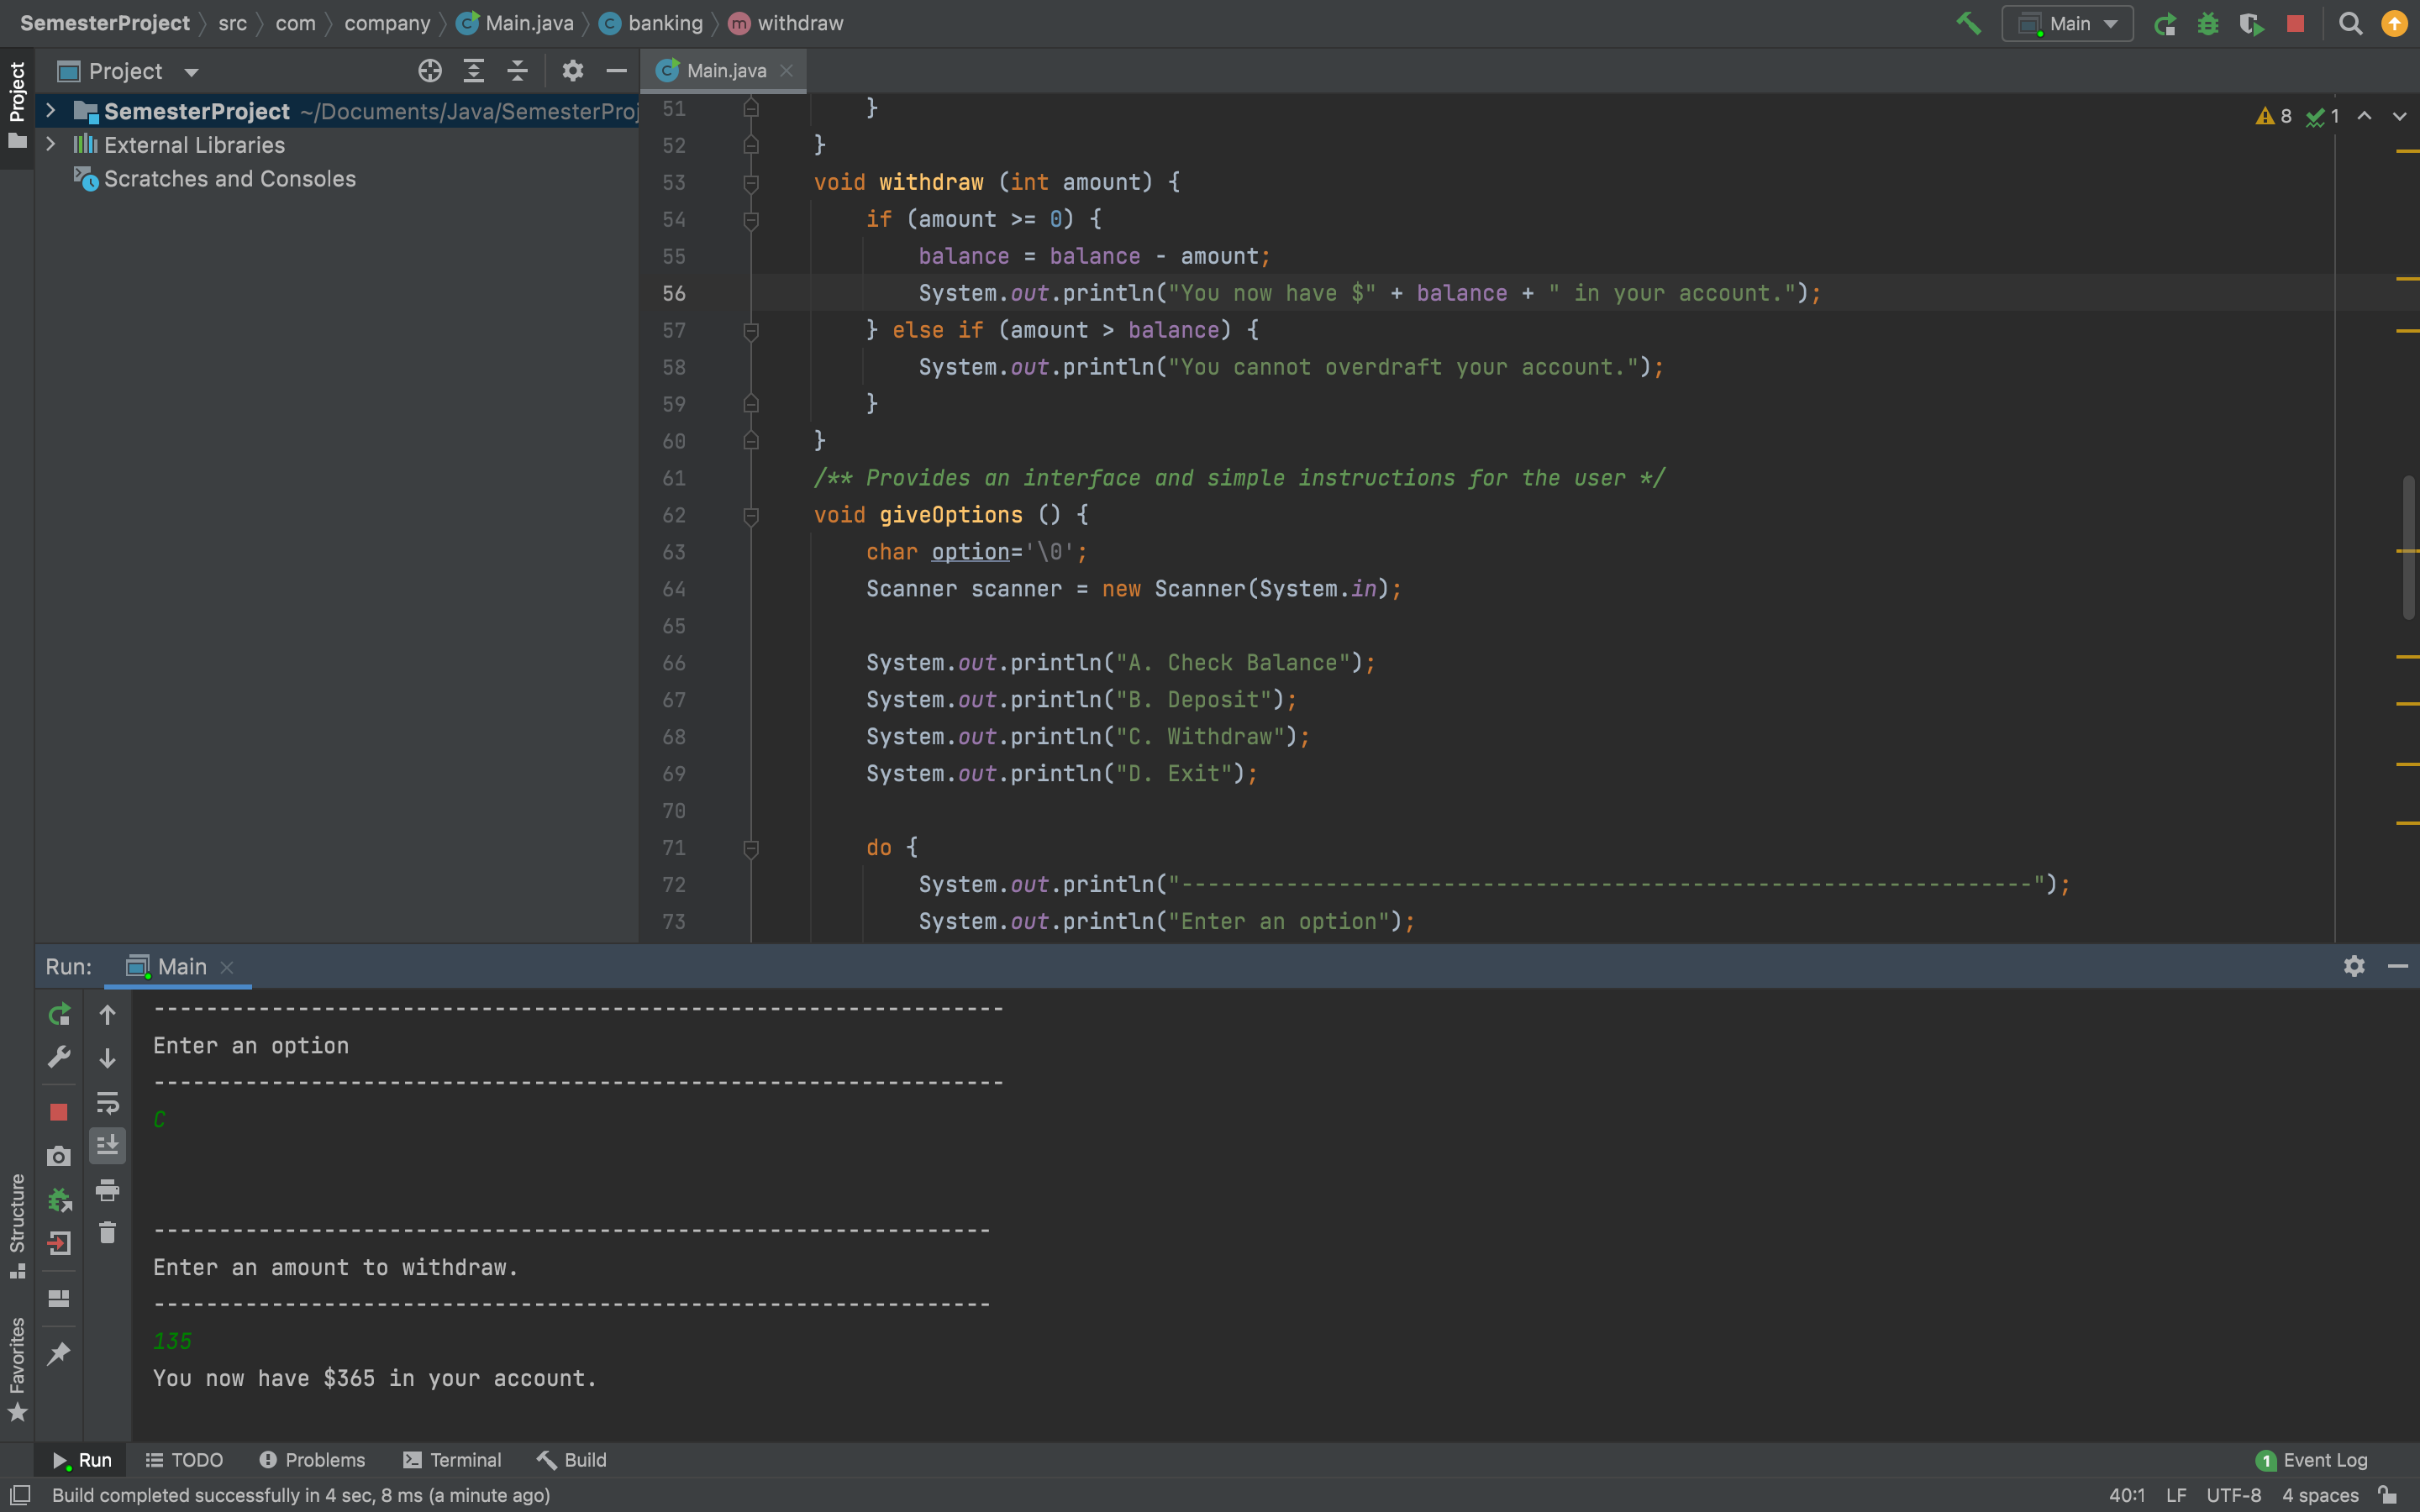 SemesterProject src com company Main.java banking withdraw Main
Project Project Main.java
SemesterProject ~/Documents/Java/SemesterProj
External Libraries
Scratches and Consoles
8 1
51 }
52 }
53 void withdraw (int amount) {
54 if (amount >= 0) {
55 balance = balance - amount;
56 System.out.println("You now have $" + balance + " in your account.");
57 } else if (amount > balance) {
58 System.out.println("You cannot overdraft your account.");
59 }
60 }
61 /** Provides an interface and simple instructions for the user */
62 void giveOptions () {
63 char option='\0';
64 Scanner scanner = new Scanner(System.in);
65
66 System.out.println("A. Check Balance");
67 System.out.println("B. Deposit");
68 System.out.println("C. Withdraw");
69 System.out.println("D. Exit");
70
71 do {
72 System.out.println("-----------------------------------------------------------------");
73 System.out.println("Enter an option");
Run: Main
-----------------------------------------------------------------
Enter an option
-----------------------------------------------------------------
C
----------------------------------------------------------------
Enter an amount to withdraw.
----------------------------------------------------------------
135
You now have $365 in your account.
Structure
Favorites
Run TODO Problems Terminal Build 1 Event Log
Build completed successfully in 4 sec, 8 ms (a minute ago) 40:1 LF UTF-8 4 spaces